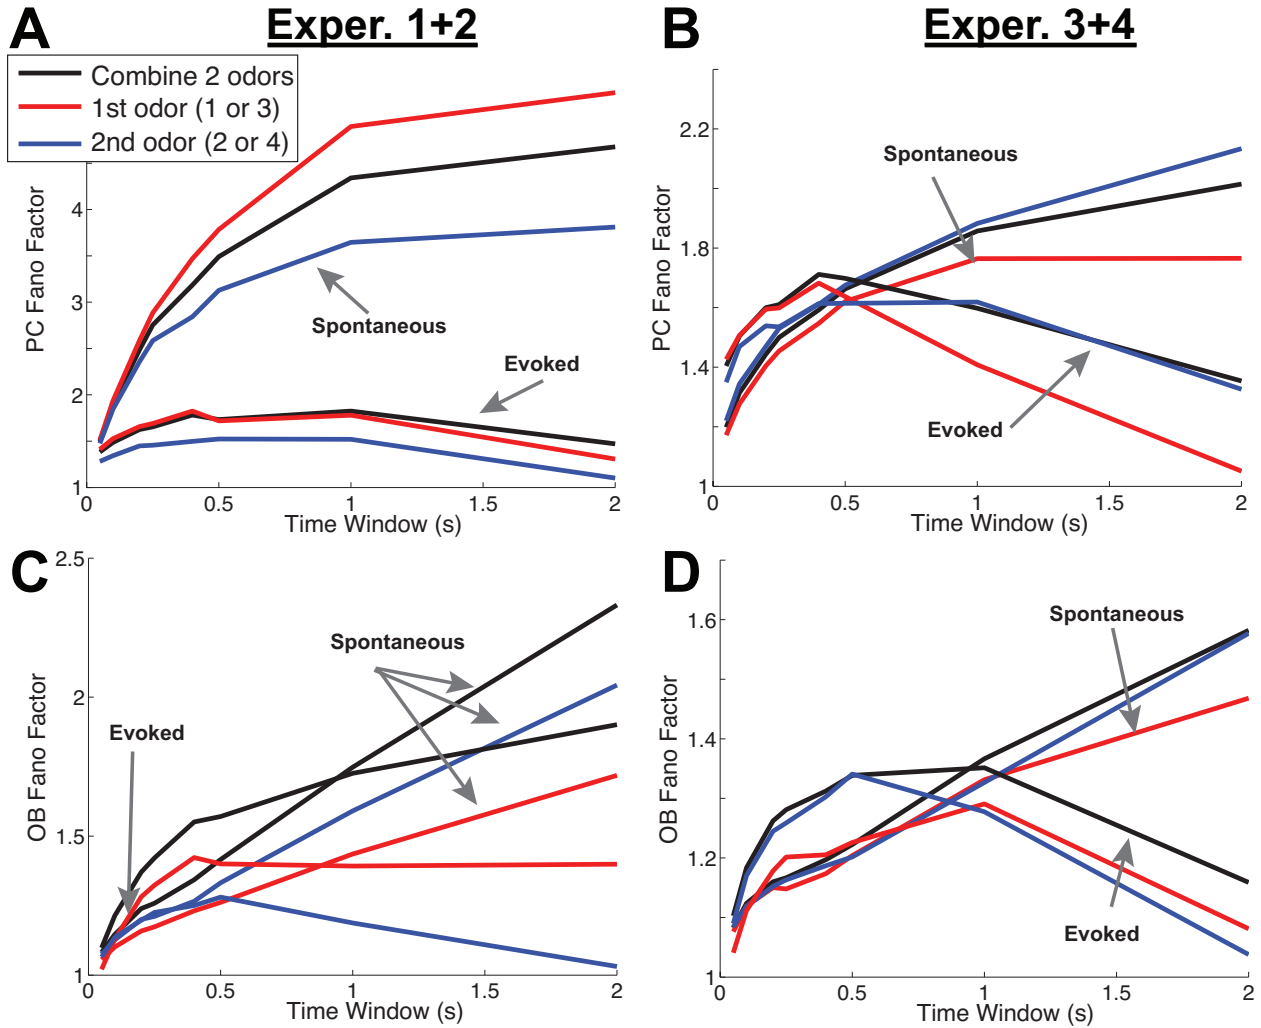 A
Exper. 1+2
B
Exper. 3+4
Combine 2 odors
1st odor (1 or 3)
2nd odor (2 or 4)
PC Fano Factor
4
3
2
1
Spontaneous
Evoked
0
0.5
1
1.5
2
Time Window (s)
PC Fano Factor
2.2
1.8
1.4
1
Spontaneous
Evoked
0
0.5
1
1.5
2
Time Window (s)
C
OB Fano Factor
2.5
2
1.5
1
Spontaneous
Evoked
0
0.5
1
1.5
2
Time Window (s)
D
OB Fano Factor
1.6
1.4
1.2
1
Spontaneous
Evoked
0
0.5
1
1.5
2
Time Window (s)